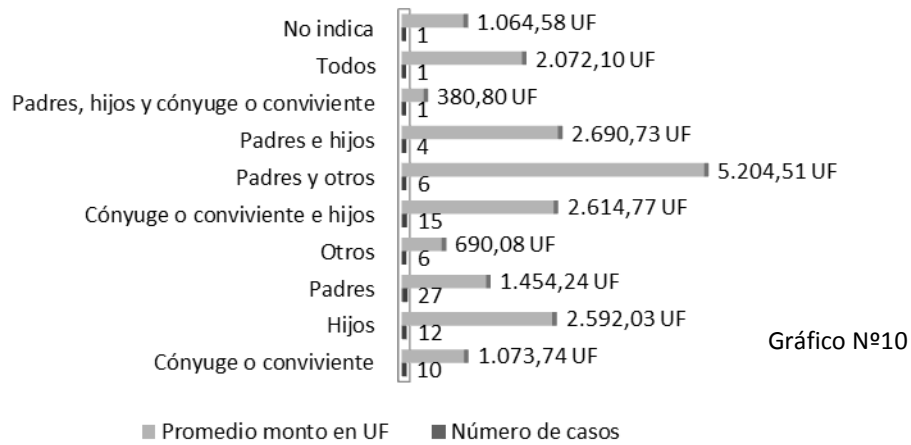 No indica 1.064,58 UF
1
Todos 2.072,10 UF
1
Padres, hijos y cónyuge o conviviente 380,80 UF
1
Padres e hijos 2.690,73 UF
4
Padres y otros 5.204,51 UF
6
Cónyuge o conviviente e hijos 2.614,77 UF
15
Otros 690,08 UF
6
Padres 1.454,24 UF
27
Hijos 2.592,03 UF
12
Gráfico Nº10
Cónyuge o conviviente 1.073,74 UF
10
Promedio monto en UF Número de casos